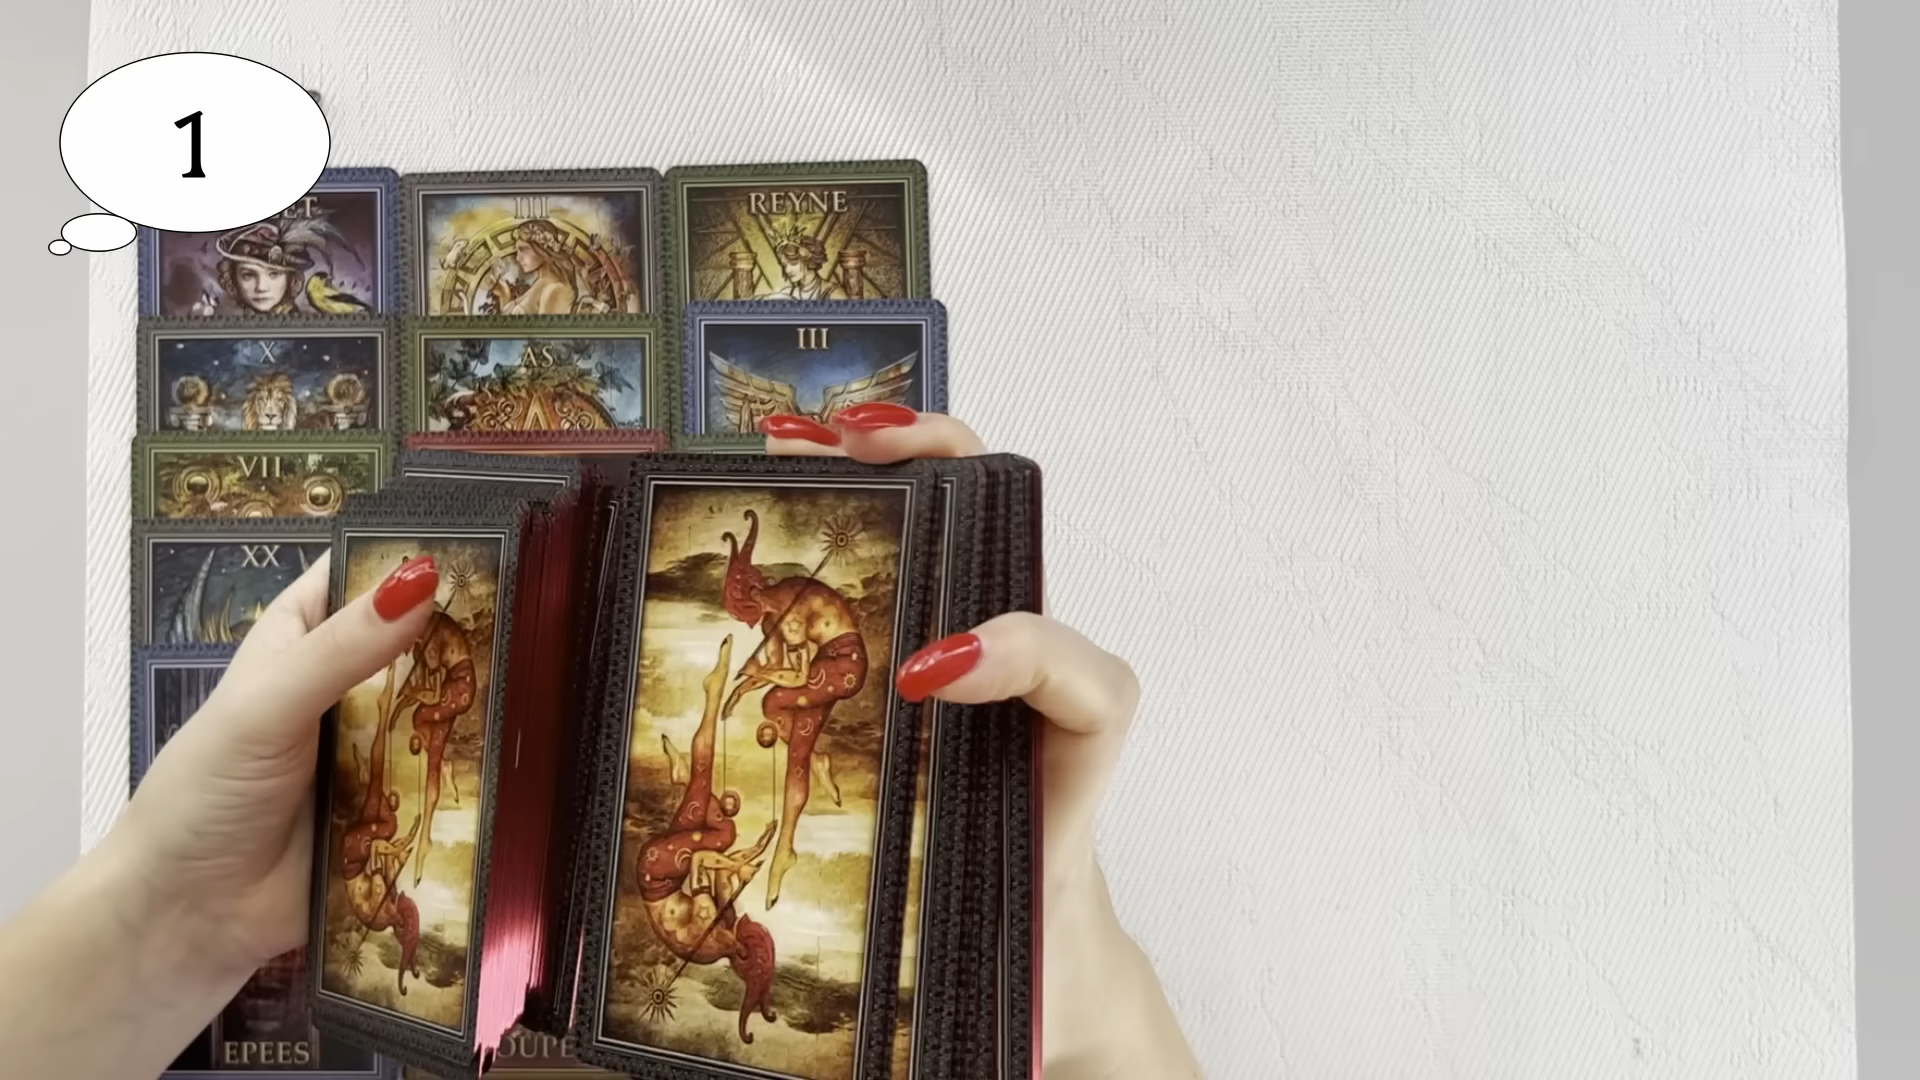 1
III
REYNE
X
AS
III
VII
XX
EPEES